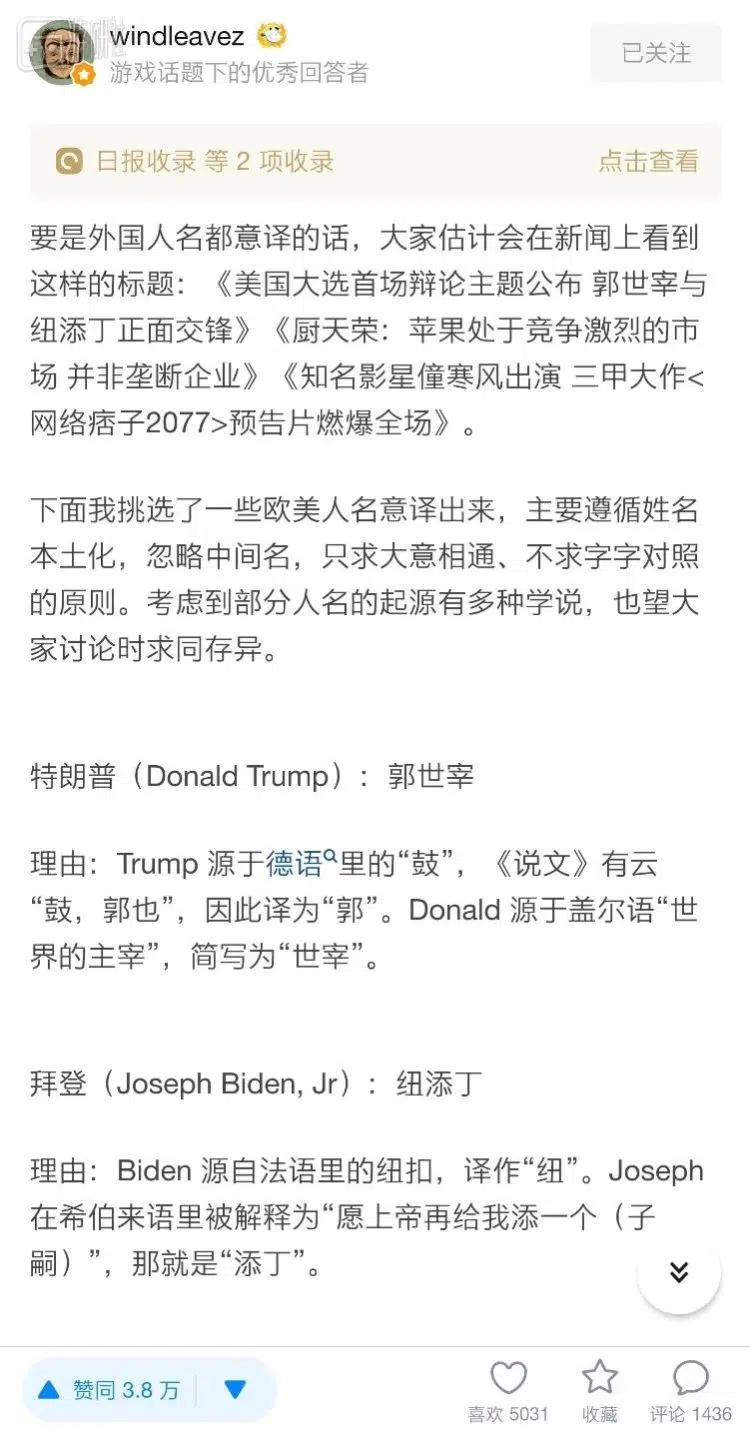 windleavez
游戏话题下的优秀回答者
已关注
日报收录 等 2 项收录
点击查看
要是外国人名都意译的话，大家估计会在新闻上看到
这样的标题：《美国大选首场辩论主题公布 郭世宰与
纽添丁正面交锋》《厨天荣：苹果处于竞争激烈的市
场 并非垄断企业》《知名影星僮寒风出演 三甲大作<
网络痞子2077>预告片燃爆全场》。
下面我挑选了一些欧美人名意译出来，主要遵循姓名
本土化，忽略中间名，只求大意相通、不求字字对照
的原则。考虑到部分人名的起源有多种学说，也望大
家讨论时求同存异。
特朗普（Donald Trump）：郭世宰
理由：Trump 源于德语里的“鼓”，《说文》有云
“鼓，郭也”，因此译为“郭”。Donald 源于盖尔语“世
界的主宰”，简写为“世宰”。
拜登（Joseph Biden, Jr）：纽添丁
理由：Biden 源自法语里的纽扣，译作“纽”。Joseph
在希伯来语里被解释为“愿上帝再给我添一个（子
嗣）”，那就是“添丁”。
赞同 3.8 万
喜欢 5031
收藏
评论 1436